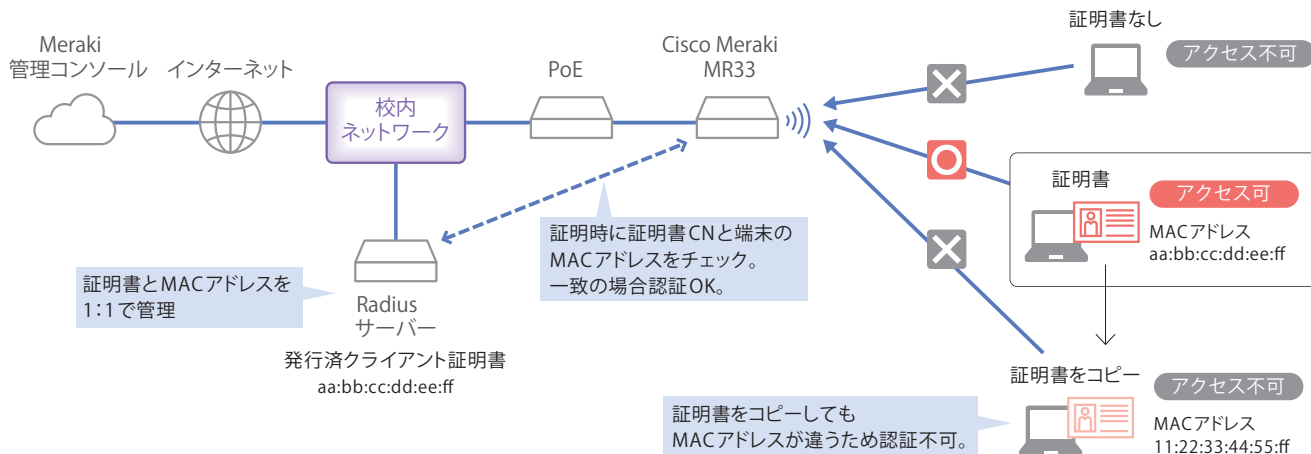 Meraki
管理コンソール
インターネット
校内
ネットワーク
PoE
Cisco Meraki
MR33
証明書なし
アクセス不可
証明書
アクセス可
MACアドレス
aa:bb:cc:dd:ee:ff
証明時に証明書CNと端末の
MACアドレスをチェック。
一致の場合認証OK。
証明書とMACアドレスを
1：1で管理
Radius
サーバー
発行済クライアント証明書
aa:bb:cc:dd:ee:ff
証明書をコピー
アクセス不可
MACアドレス
11:22:33:44:55:ff
証明書をコピーしても
MACアドレスが違うため認証不可。